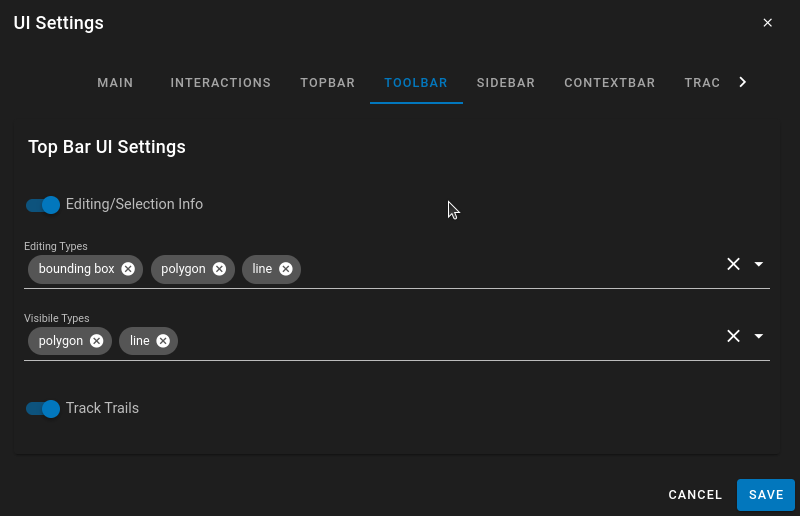 UI Settings
MAIN INTERACTIONS TOPBAR TOOLBAR SIDEBAR CONTEXTBAR TRAC
Top Bar UI Settings
Editing/Selection Info
Editing Types
bounding box polygon line
Visibile Types
polygon line
Track Trails
CANCEL SAVE